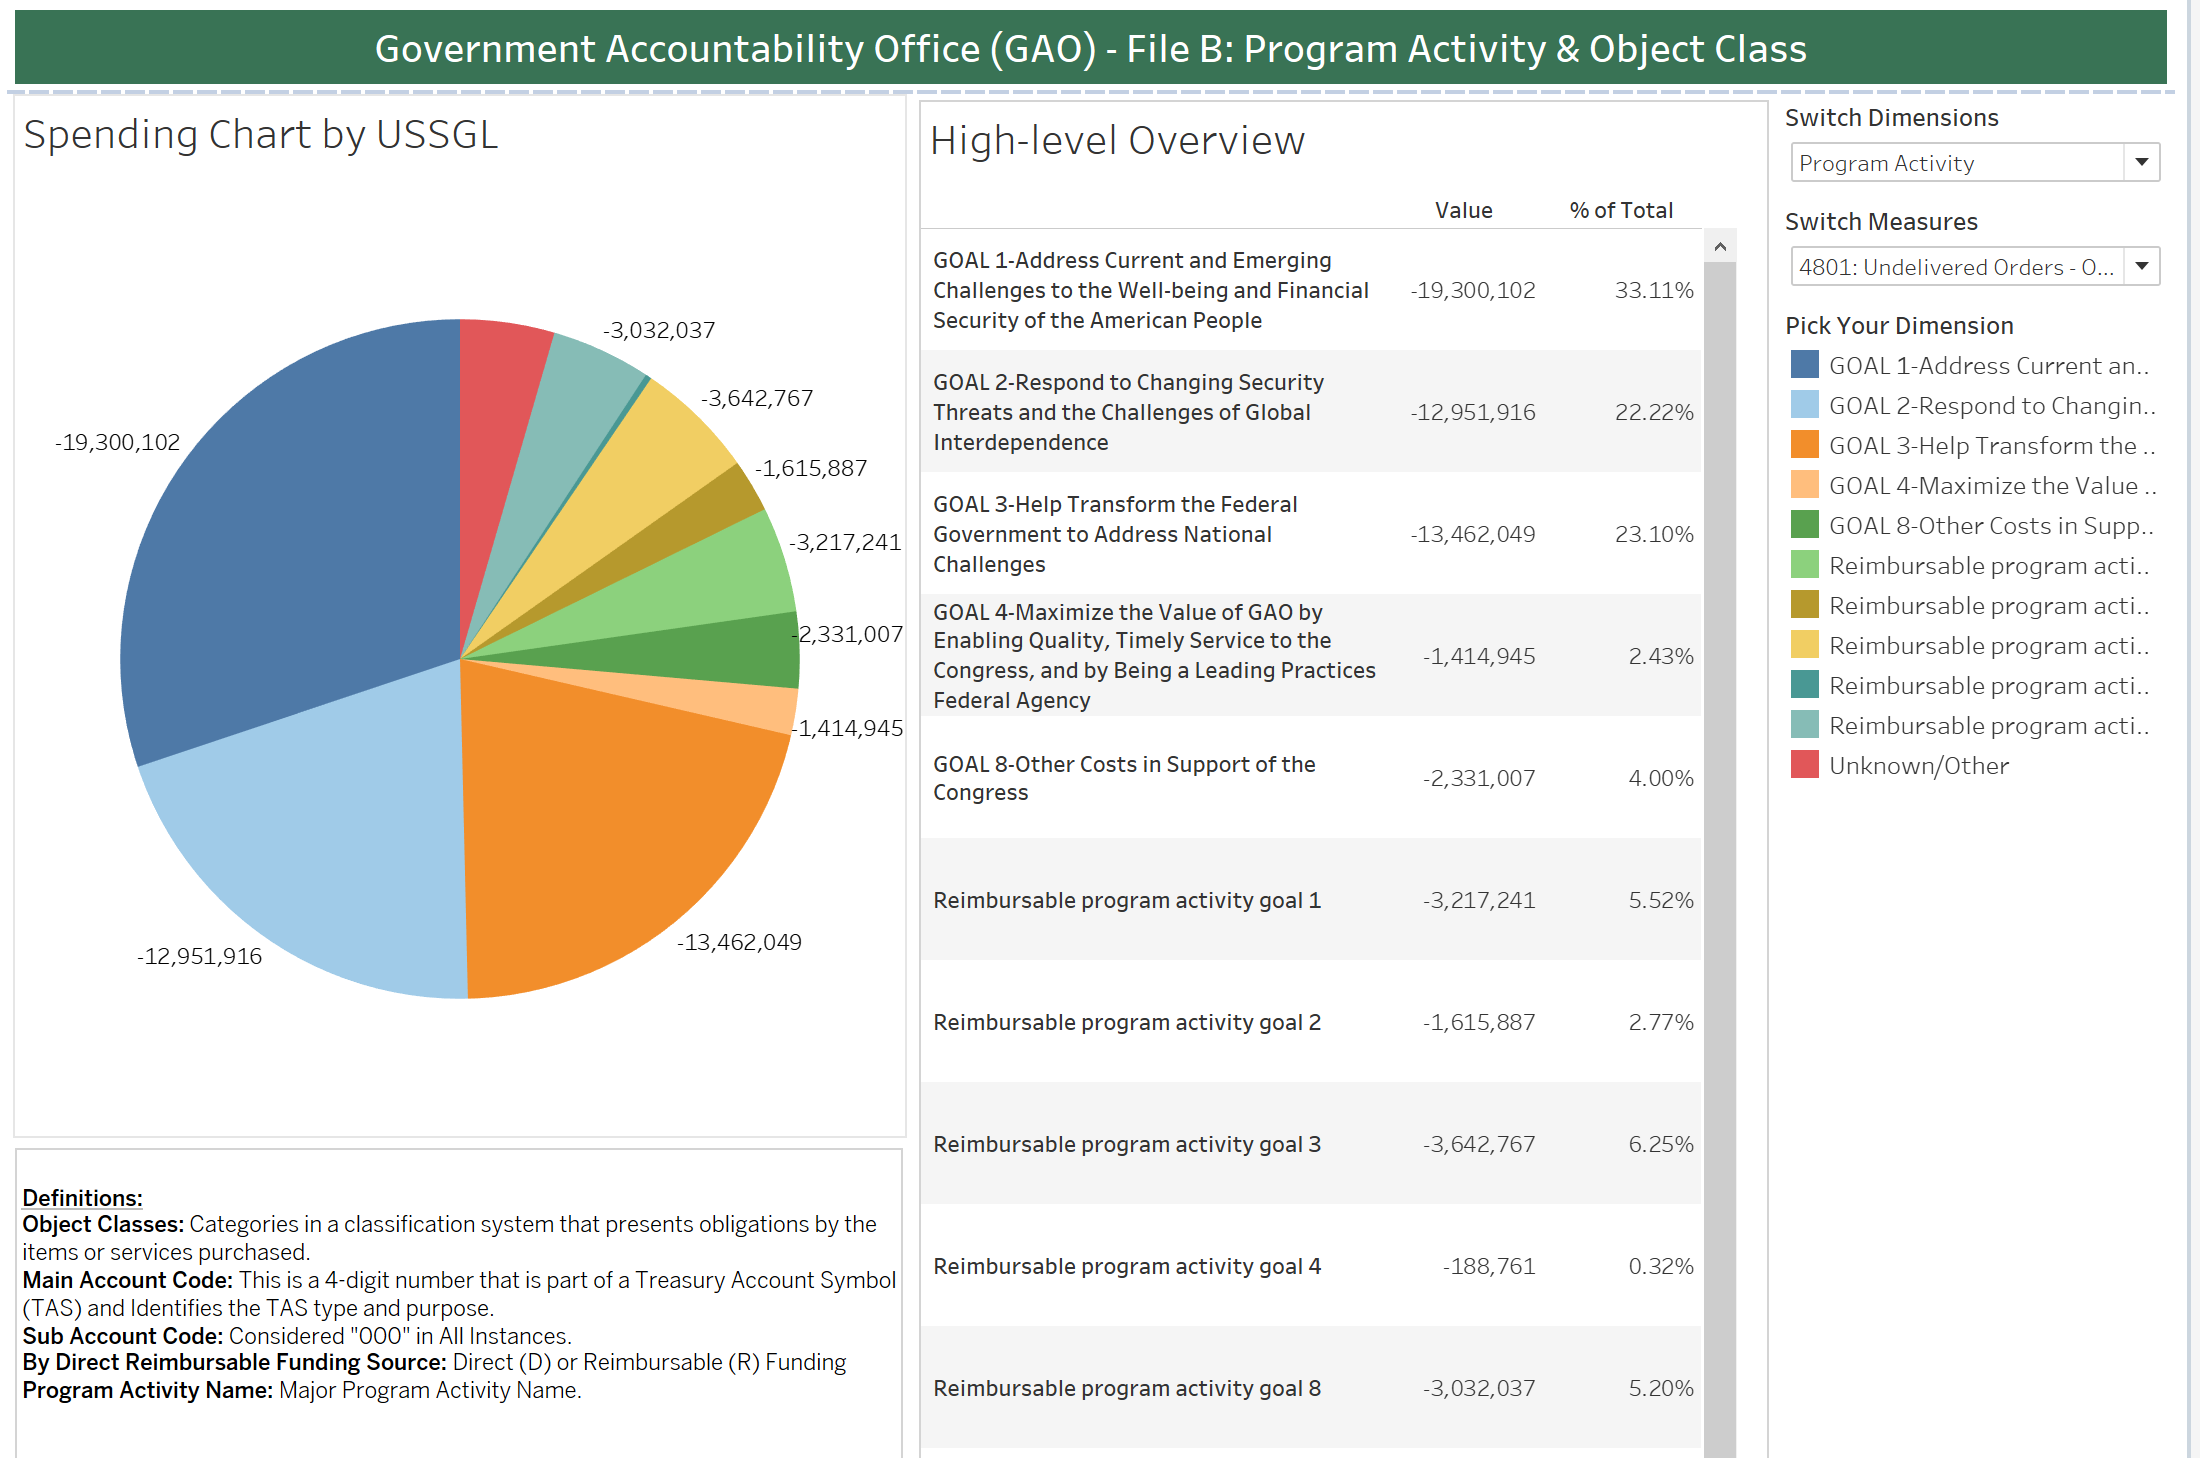 Government Accountability Office (GAO) - File B: Program Activity & Object Class
Spending Chart by USSGL
-3,032,037
-3,642,767
-19,300,102
-1,615,887
-3,217,241
-2,331,007
-1,414,945
-13,462,049
-12,951,916
Definitions:
Object Classes: Categories in a classification system that presents obligations by the
items or services purchased.
Main Account Code: This is a 4-digit number that is part of a Treasury Account Symbol
(TAS) and Identifies the TAS type and purpose.
Sub Account Code: Considered "000" in All Instances.
By Direct Reimbursable Funding Source: Direct (D) or Reimbursable (R) Funding
Program Activity Name: Major Program Activity Name.
High-level Overview
Value % of Total
GOAL 1-Address Current and Emerging
Challenges to the Well-being and Financial -19,300,102 33.11%
Security of the American People
GOAL 2-Respond to Changing Security
Threats and the Challenges of Global -12,951,916 22.22%
Interdependence
GOAL 3-Help Transform the Federal
Government to Address National -13,462,049 23.10%
Challenges
GOAL 4-Maximize the Value of GAO by
Enabling Quality, Timely Service to the
-1,414,945 2.43%
Congress, and by Being a Leading Practices
Federal Agency
GOAL 8-Other Costs in Support of the
-2,331,007 4.00%
Congress
Reimbursable program activity goal 1 -3,217,241 5.52%
Reimbursable program activity goal 2 -1,615,887 2.77%
Reimbursable program activity goal 3 -3,642,767 6.25%
Reimbursable program activity goal 4 -188,761 0.32%
Reimbursable program activity goal 8 -3,032,037 5.20%
Switch Dimensions
Program Activity
Switch Measures
4801: Undelivered Orders - O...
Pick Your Dimension
GOAL 1-Address Current an..
GOAL 2-Respond to Changin..
GOAL 3-Help Transform the ..
GOAL 4-Maximize the Value ..
GOAL 8-Other Costs in Supp..
Reimbursable program acti..
Reimbursable program acti..
Reimbursable program acti..
Reimbursable program acti..
Reimbursable program acti..
Unknown/Other